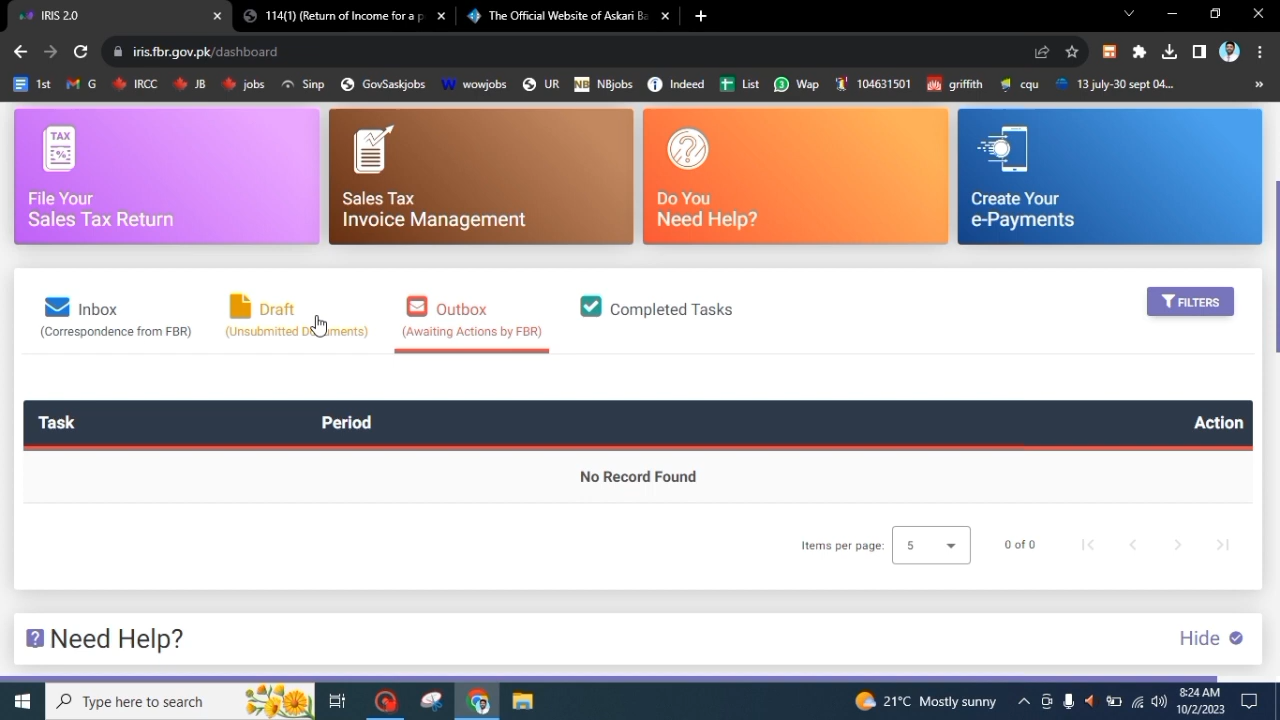 IRIS 2.0
114(1) (Return of Income for a p
The Official Website of Askari Ba
iris.fbr.gov.pk/dashboard
1st
G
IRCC
JB
jobs
Sinp
GovSaskjobs
wowjobs
UR
NBjobs
Indeed
List
Wap
104631501
griffith
cqu
13 july-30 sept 04...
TAX
File Your
Sales Tax Return
Sales Tax
Invoice Management
Do You
Need Help?
Create Your
e-Payments
Inbox
(Correspondence from FBR)
Draft
(Unsubmitted Documents)
Outbox
(Awaiting Actions by FBR)
Completed Tasks
FILTERS
Task Period Action
No Record Found
Items per page: 5 0 of 0
Need Help?
Hide
Type here to search
21°C Mostly sunny
8:24 AM
10/2/2023